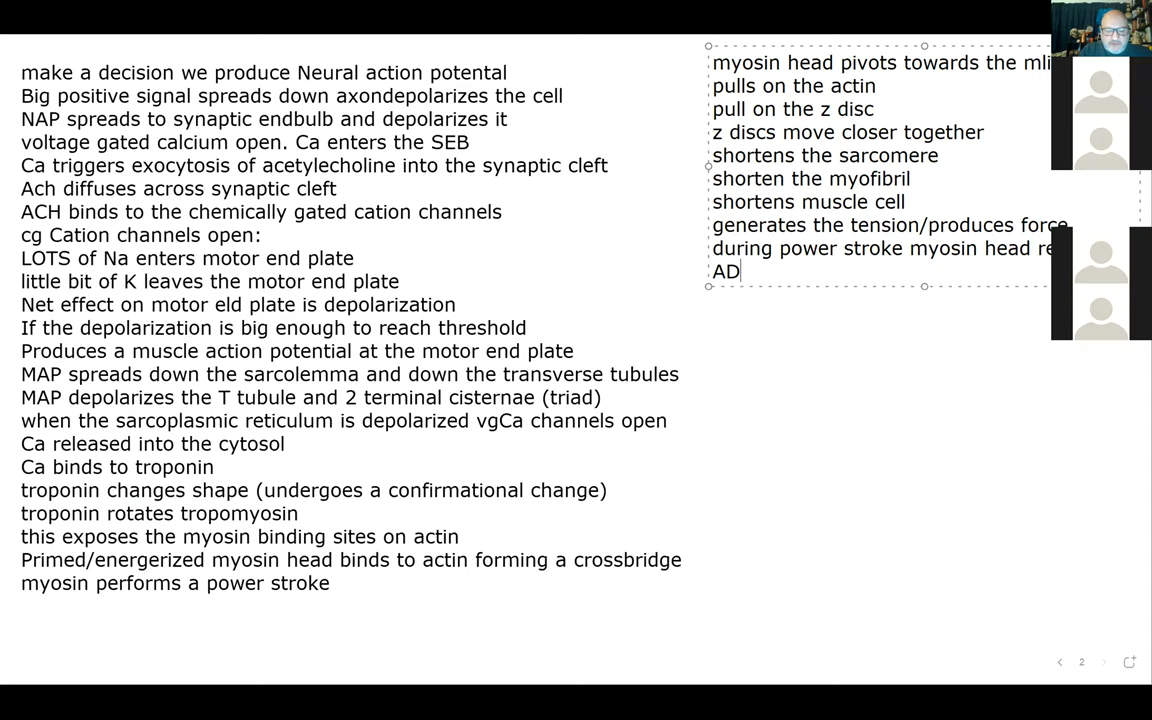 make a decision we produce Neural action potental
Big positive signal spreads down axondepolarizes the cell
NAP spreads to synaptic endbulb and depolarizes it
voltage gated calcium open. Ca enters the SEB
Ca triggers exocytosis of acetylecholine into the synaptic cleft
Ach diffuses across synaptic cleft
ACH binds to the chemically gated cation channels
cg Cation channels open:
LOTS of Na enters motor end plate
little bit of K leaves the motor end plate
Net effect on motor eld plate is depolarization
If the depolarization is big enough to reach threshold
Produces a muscle action potential at the motor end plate
MAP spreads down the sarcolemma and down the transverse tubules
MAP depolarizes the T tubule and 2 terminal cisternae (triad)
when the sarcoplasmic reticulum is depolarized vgCa channels open
Ca released into the cytosol
Ca binds to troponin
troponin changes shape (undergoes a confirmational change)
troponin rotates tropomyosin
this exposes the myosin binding sites on actin
Primed/energerized myosin head binds to actin forming a crossbridge
myosin performs a power stroke
myosin head pivots towards the
pulls on the actin
pull on the z disc
z discs move closer together
shortens the sarcomere
shorten the myofibril
shortens muscle cell
generates the tension/produces force
during power stroke myosin head
AD
2